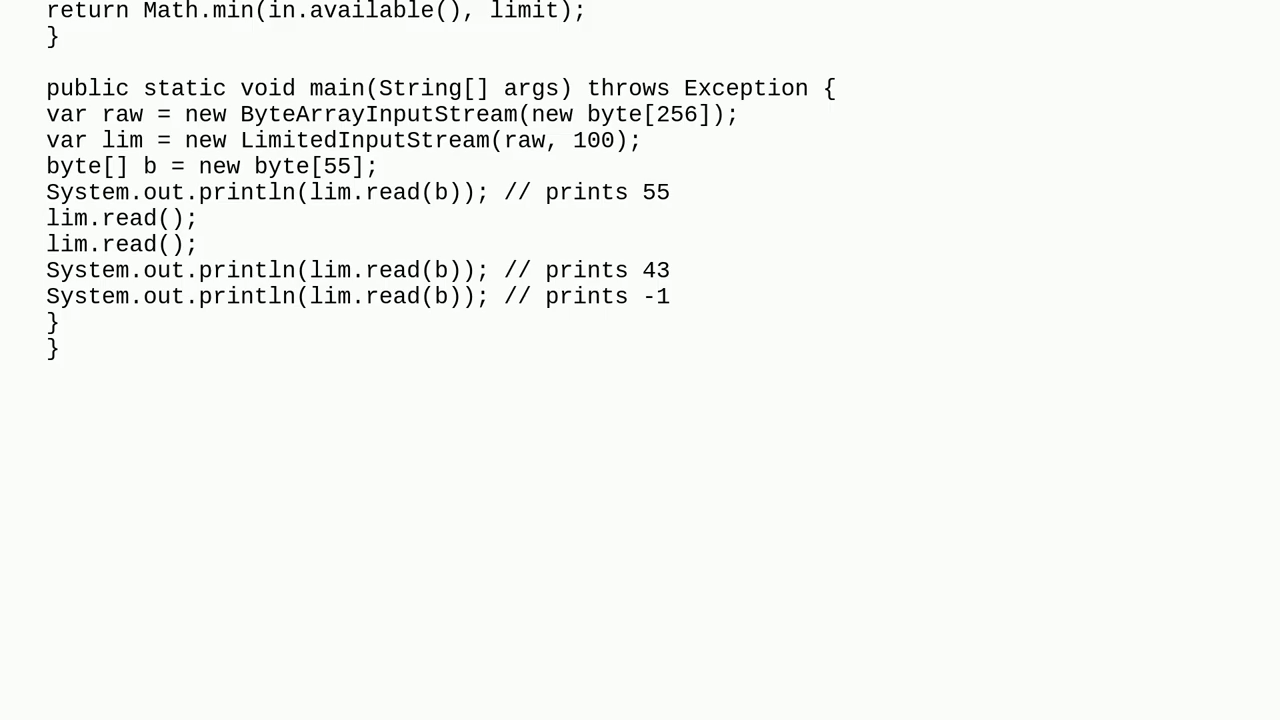 return Math.min(in.available(), limit);
}

public static void main(String[] args) throws Exception {
var raw = new ByteArrayInputStream(new byte[256]);
var lim = new LimitedInputStream(raw, 100);
byte[] b = new byte[55];
System.out.println(lim.read(b)); // prints 55
lim.read();
lim.read();
System.out.println(lim.read(b)); // prints 43
System.out.println(lim.read(b)); // prints -1
}
}